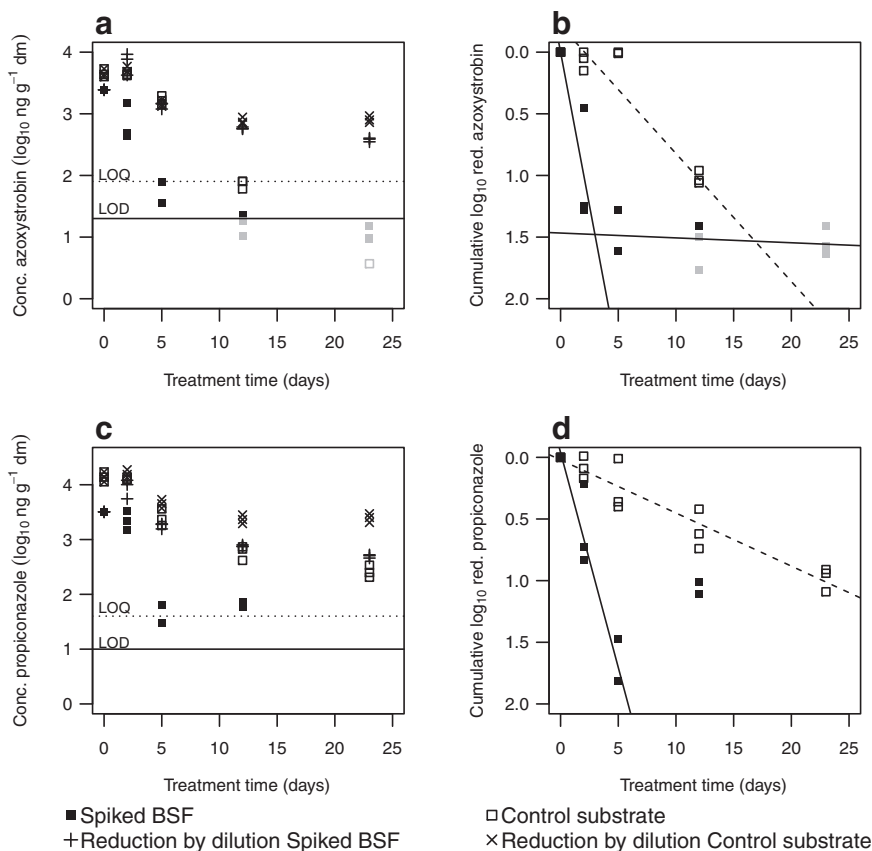 a
b
4
3
2
1
0
Conc. azoxystrobin (log10 ng g−1 dm)
LOQ
LOD
0 5 10 15 20 25
Treatment time (days)
0.0
0.5
1.0
1.5
2.0
Cumulative log10 red. azoxystrobin
0 5 10 15 20 25
Treatment time (days)
c
d
4
3
2
1
0
Conc. propiconazole (log10 ng g−1 dm)
LOQ
LOD
0 5 10 15 20 25
Treatment time (days)
0.0
0.5
1.0
1.5
2.0
Cumulative log10 red. propiconazole
0 5 10 15 20 25
Treatment time (days)
Spiked BSF
Control substrate
Reduction by dilution Spiked BSF
Reduction by dilution Control substrate